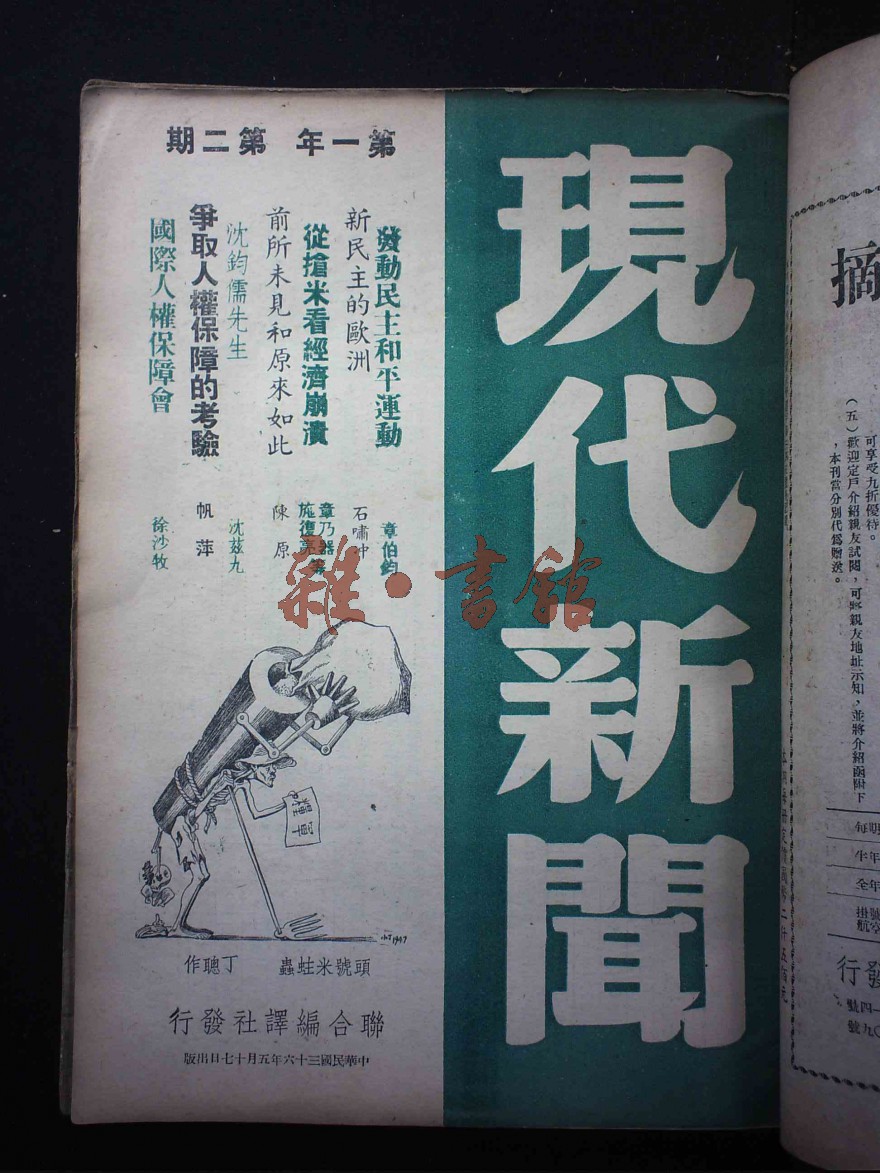 現代新聞
第一年 第二期
發動民主和平運動 章伯鈞
新民主的歐洲 石嘯冲
從搶米看經濟崩潰 章乃器 施復亮等
前所未見和原來如此 陳原
沈鈞儒先生 沈茲九
爭取人權保障的考驗 帆萍
國際人權保障會 徐沙牧
雜·書館
軍糧
1947
頭號米蛀蟲 丁聰作
聯合編譯社發行
中華民國三十六年五月十七日出版
摘
可享受九折優待。
(五)歡迎定戶介紹親友試閱,可將親友地址示知,並將介紹函附下
,本刊當分別代為贈送。
半年
全年
掛號
航空
發行